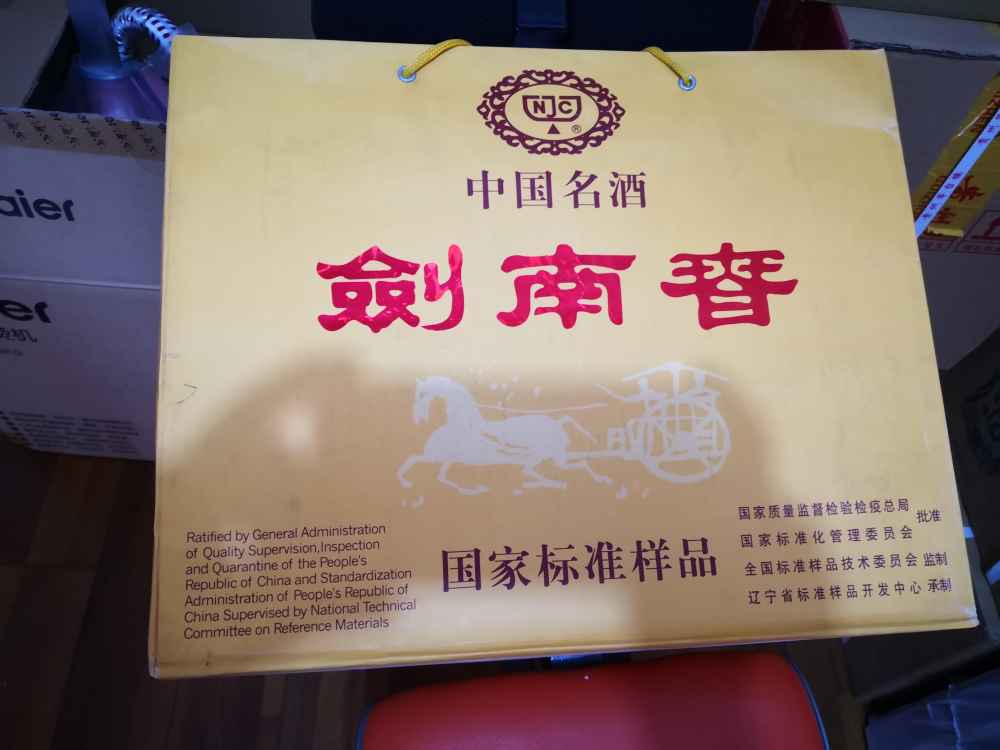 NJC
®
中国名酒
劍南春
Ratified by General Administration
of Quality Supervision,Inspection
and Quarantine of the People's
Republic of China and Standardization
Administration of People's Republic of
China Supervised by National Technical
Committee on Reference Materials
国家标准样品
国家质量监督检验检疫总局
国家标准化管理委员会
批准
全国标准样品技术委员会 监制
辽宁省标准样品开发中心 承制
aier
er